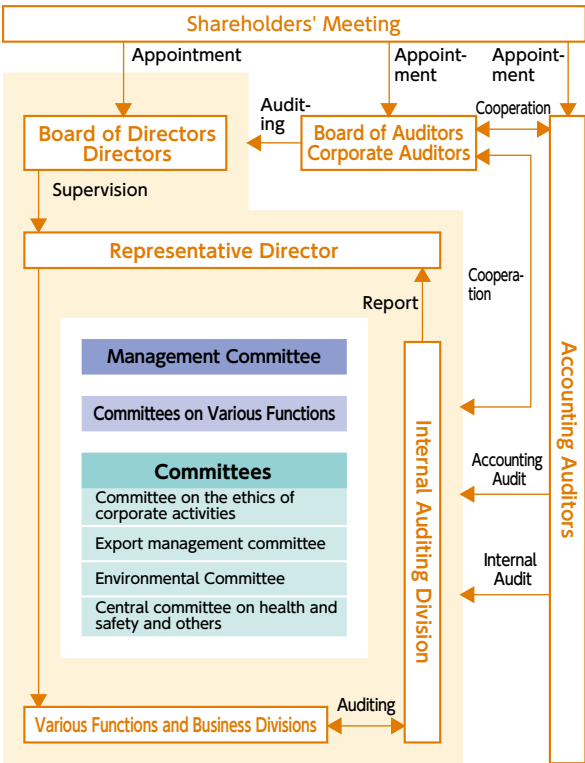 Shareholders' Meeting
Appointment
Appoint-
ment
Appoint-
ment
Audit-
ing
Cooperation
Board of Directors
Directors
Board of Auditors
Corporate Auditors
Supervision
Representative Director
Coopera-
tion
Report
Management Committee
Committees on Various Functions
Committees
Committee on the ethics of
corporate activities
Export management committee
Environmental Committee
Central committee on health and
safety and others
Internal Auditing Division
Accounting Auditors
Accounting
Audit
Internal
Audit
Auditing
Various Functions and Business Divisions